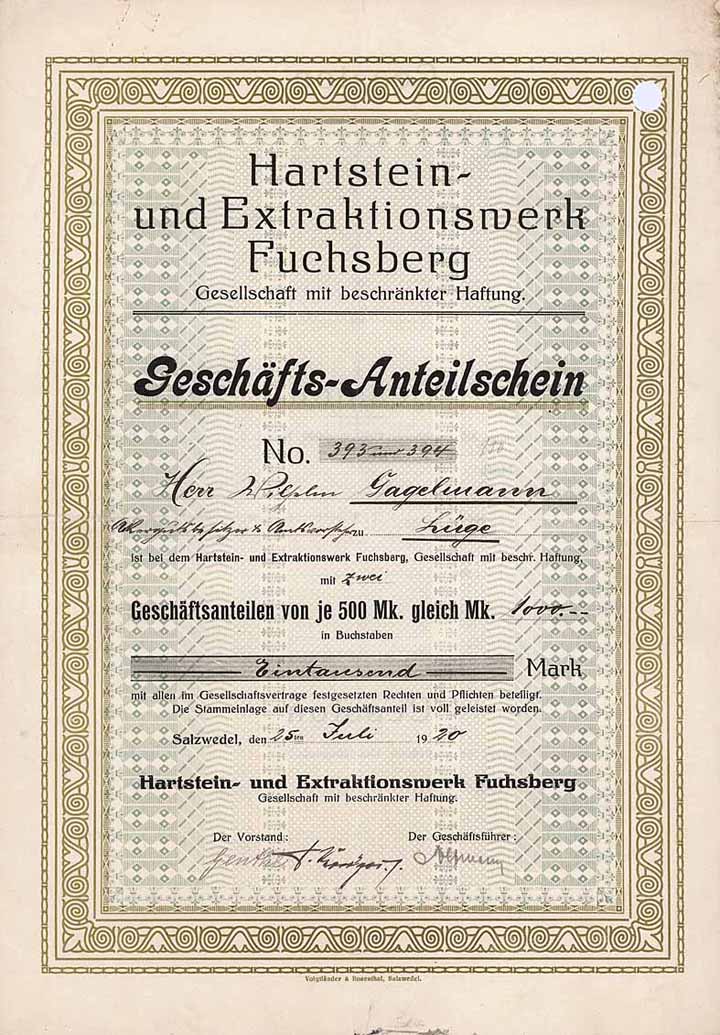 Hartstein-
und Extraktionswerk
Fuchsberg
Gesellschaft mit beschränkter Haftung.
Geschäfts-Anteilschein
No. 393 und 394
Herr Wilhelm Gagelmann
zu Lüge
ist bei dem Hartstein- und Extraktionswerk Fuchsberg, Gesellschaft mit beschr. Haftung,
mit zwei
Geschäftsanteilen von je 500 Mk. gleich Mk. 1000.--
in Buchstaben
Eintausend Mark
mit allen im Gesellschaftsvertrage festgesetzten Rechten und Pflichten beteiligt.
Die Stammeinlage auf diesen Geschäftsanteil ist voll geleistet worden.
Salzwedel, den 25ten Juli 1920
Hartstein- und Extraktionswerk Fuchsberg
Gesellschaft mit beschränkter Haftung.
Der Vorstand: Der Geschäftsführer:
Voigtländer & Rosenthal, Salzwedel.